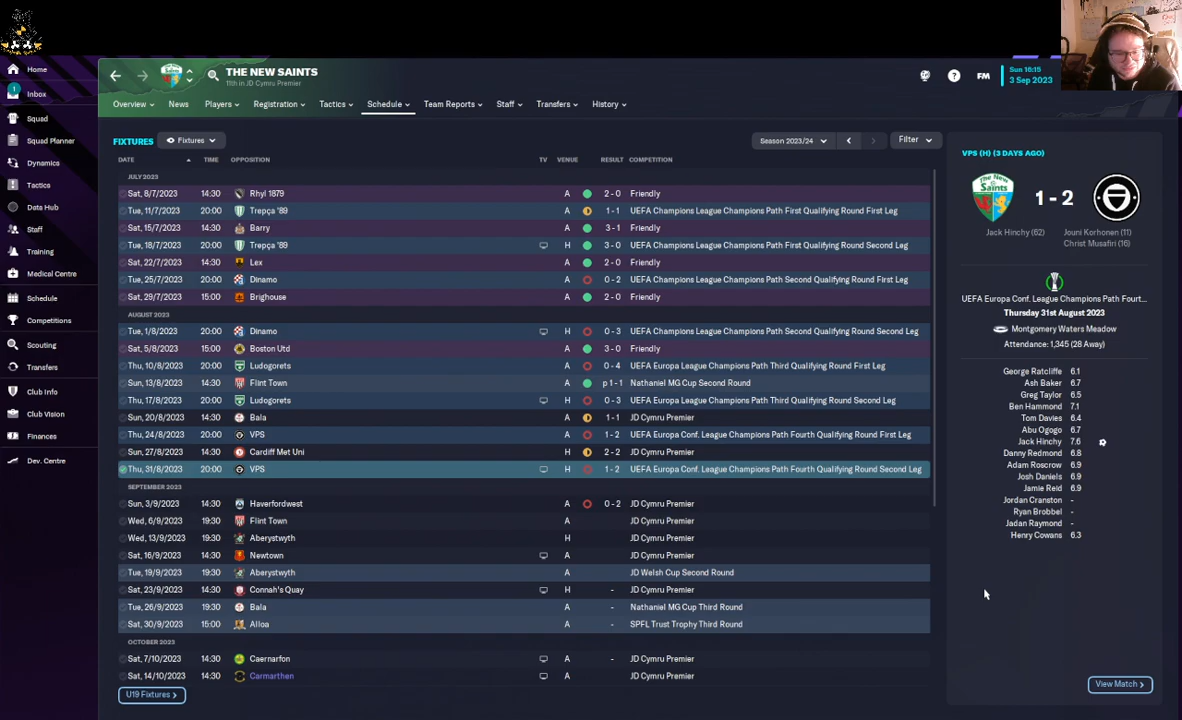 Home
Inbox
1
Squad
Squad Planner
Dynamics
Tactics
Data Hub
Staff
Training
Medical Centre
Schedule
Competitions
Scouting
Transfers
Club Info
Club Vision
Finances
Dev. Centre
THE NEW SAINTS
11th in JD Cymru Premier
FM
Sun 16:15
3 Sep 2023
Overview News Players Registration Tactics Schedule Team Reports Staff Transfers History
FIXTURES Fixtures Season 2023/24 Filter
DATE TIME OPPOSITION TV VENUE RESULT COMPETITION
JULY 2023
Sat, 8/7/2023 14:30 Rhyl 1879 A 2 - 0 Friendly
Tue, 11/7/2023 20:00 Trepça '89 A 1 - 1 UEFA Champions League Champions Path First Qualifying Round First Leg
Sat, 15/7/2023 14:30 Barry A 3 - 1 Friendly
Tue, 18/7/2023 20:00 Trepça '89 H 3 - 0 UEFA Champions League Champions Path First Qualifying Round Second Leg
Sat, 22/7/2023 14:30 Lex A 2 - 0 Friendly
Tue, 25/7/2023 20:00 Dinamo A 0 - 2 UEFA Champions League Champions Path Second Qualifying Round First Leg
Sat, 29/7/2023 15:00 Brighouse A 2 - 0 Friendly
AUGUST 2023
Tue, 1/8/2023 20:00 Dinamo H 0 - 3 UEFA Champions League Champions Path Second Qualifying Round Second Leg
Sat, 5/8/2023 15:00 Boston Utd A 3 - 0 Friendly
Thu, 10/8/2023 20:00 Ludogorets A 0 - 4 UEFA Europa League Champions Path Third Qualifying Round First Leg
Sun, 13/8/2023 14:30 Flint Town A p 1 - 1 Nathaniel MG Cup Second Round
Thu, 17/8/2023 20:00 Ludogorets H 0 - 3 UEFA Europa League Champions Path Third Qualifying Round Second Leg
Sun, 20/8/2023 14:30 Bala A 1 - 1 JD Cymru Premier
Thu, 24/8/2023 20:00 VPS A 1 - 2 UEFA Europa Conf. League Champions Path Fourth Qualifying Round First Leg
Sun, 27/8/2023 14:30 Cardiff Met Uni H 2 - 2 JD Cymru Premier
Thu, 31/8/2023 20:00 VPS H 1 - 2 UEFA Europa Conf. League Champions Path Fourth Qualifying Round Second Leg
SEPTEMBER 2023
Sun, 3/9/2023 14:30 Haverfordwest A 0 - 2 JD Cymru Premier
Wed, 6/9/2023 19:30 Flint Town A JD Cymru Premier
Wed, 13/9/2023 19:30 Aberystwyth H JD Cymru Premier
Sat, 16/9/2023 14:30 Newtown A JD Cymru Premier
Tue, 19/9/2023 19:30 Aberystwyth A JD Welsh Cup Second Round
Sat, 23/9/2023 14:30 Connah's Quay H - JD Cymru Premier
Tue, 26/9/2023 19:30 Bala A - Nathaniel MG Cup Third Round
Sat, 30/9/2023 15:00 Alloa A - SPFL Trust Trophy Third Round
OCTOBER 2023
Sat, 7/10/2023 14:30 Caernarfon A - JD Cymru Premier
Sat, 14/10/2023 14:30 Carmarthen A JD Cymru Premier
U19 Fixtures
VPS (H) (3 DAYS AGO)
The New Saints
1 - 2
Jack Hinchy (62) Jouni Korhonen (11)
Christ Musafiri (16)
UEFA Europa Conf. League Champions Path Fourt...
Thursday 31st August 2023
Montgomery Waters Meadow
Attendance: 1,345 (28 Away)
George Ratcliffe 6.1
Ash Baker 6.7
Greg Taylor 6.5
Ben Hammond 7.1
Tom Davies 6.4
Abu Ogogo 6.7
Jack Hinchy 7.6
Danny Redmond 6.8
Adam Roscrow 6.9
Josh Daniels 6.9
Jamie Reid 6.9
Jordan Cranston -
Ryan Brobbel -
Jadan Raymond -
Henry Cowans 6.3
View Match